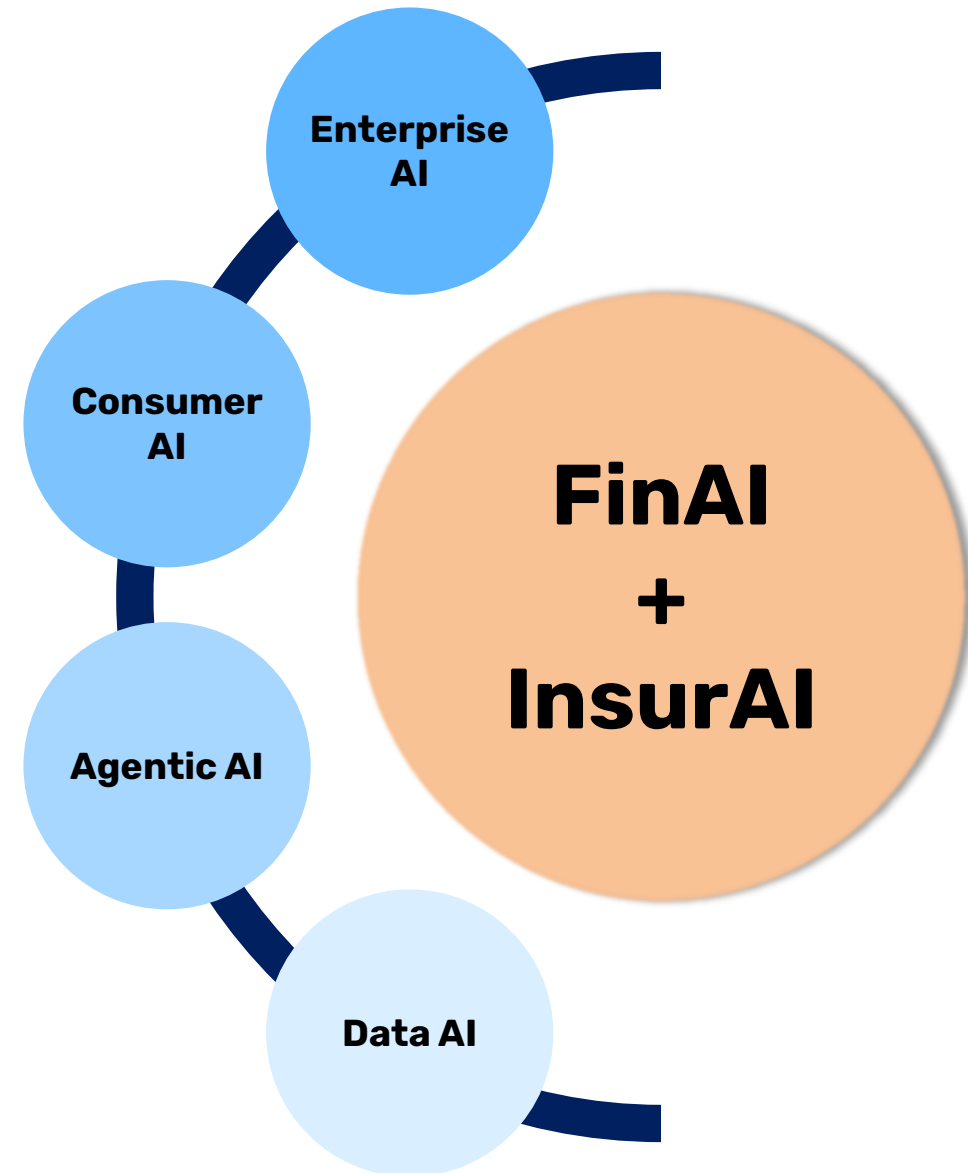 Enterprise
AI
Consumer
AI
FinAI
+
InsurAI
Agentic AI
Data AI